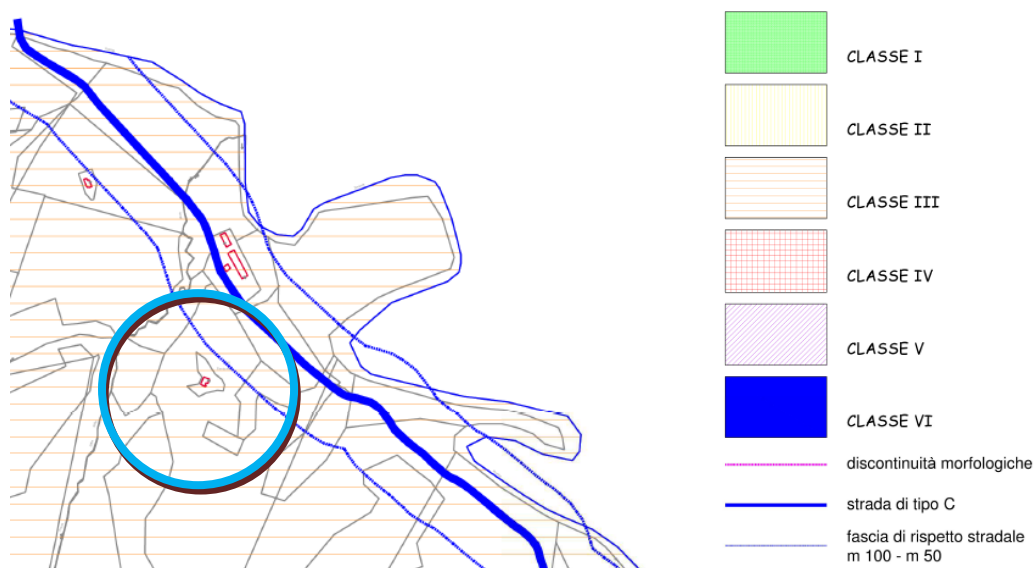 CLASSE I
CLASSE II
CLASSE III
CLASSE IV
CLASSE V
CLASSE VI
discontinuità morfologiche
strada di tipo C
fascia di rispetto stradale
m 100 - m 50